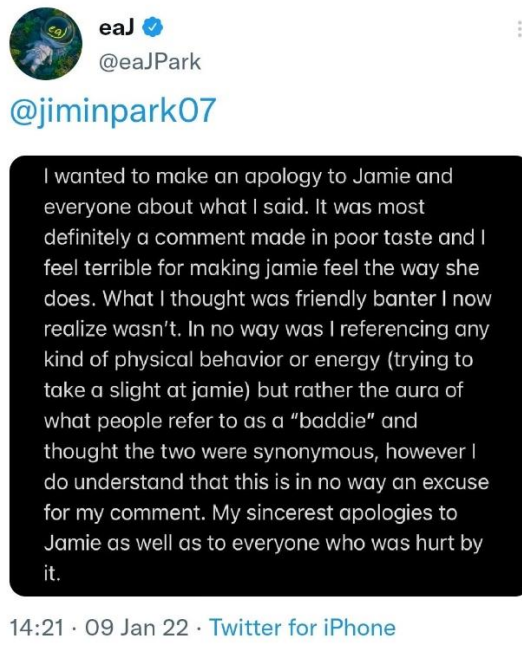 eaJ
@eaJPark
@jiminpark07
I wanted to make an apology to Jamie and
everyone about what I said. It was most
definitely a comment made in poor taste and I
feel terrible for making jamie feel the way she
does. What I thought was friendly banter I now
realize wasn't. In no way was I referencing any
kind of physical behavior or energy (trying to
take a slight at jamie) but rather the aura of
what people refer to as a "baddie" and
thought the two were synonymous, however I
do understand that this is in no way an excuse
for my comment. My sincerest apologies to
Jamie as well as to everyone who was hurt by
it.
14:21 · 09 Jan 22 · Twitter for iPhone